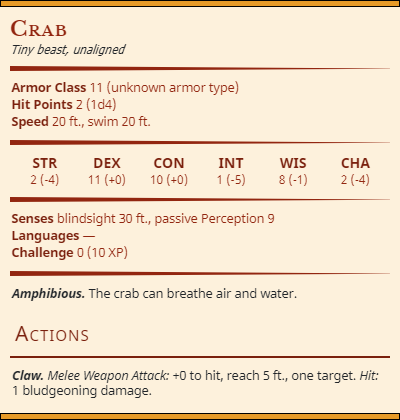 Crab
Tiny beast, unaligned
Armor Class 11 (unknown armor type)
Hit Points 2 (1d4)
Speed 20 ft., swim 20 ft.
STR DEX CON INT WIS CHA
2 (-4) 11 (+0) 10 (+0) 1 (-5) 8 (-1) 2 (-4)
Senses blindsight 30 ft., passive Perception 9
Languages —
Challenge 0 (10 XP)
Amphibious. The crab can breathe air and water.
Actions
Claw. Melee Weapon Attack: +0 to hit, reach 5 ft., one target. Hit:
1 bludgeoning damage.